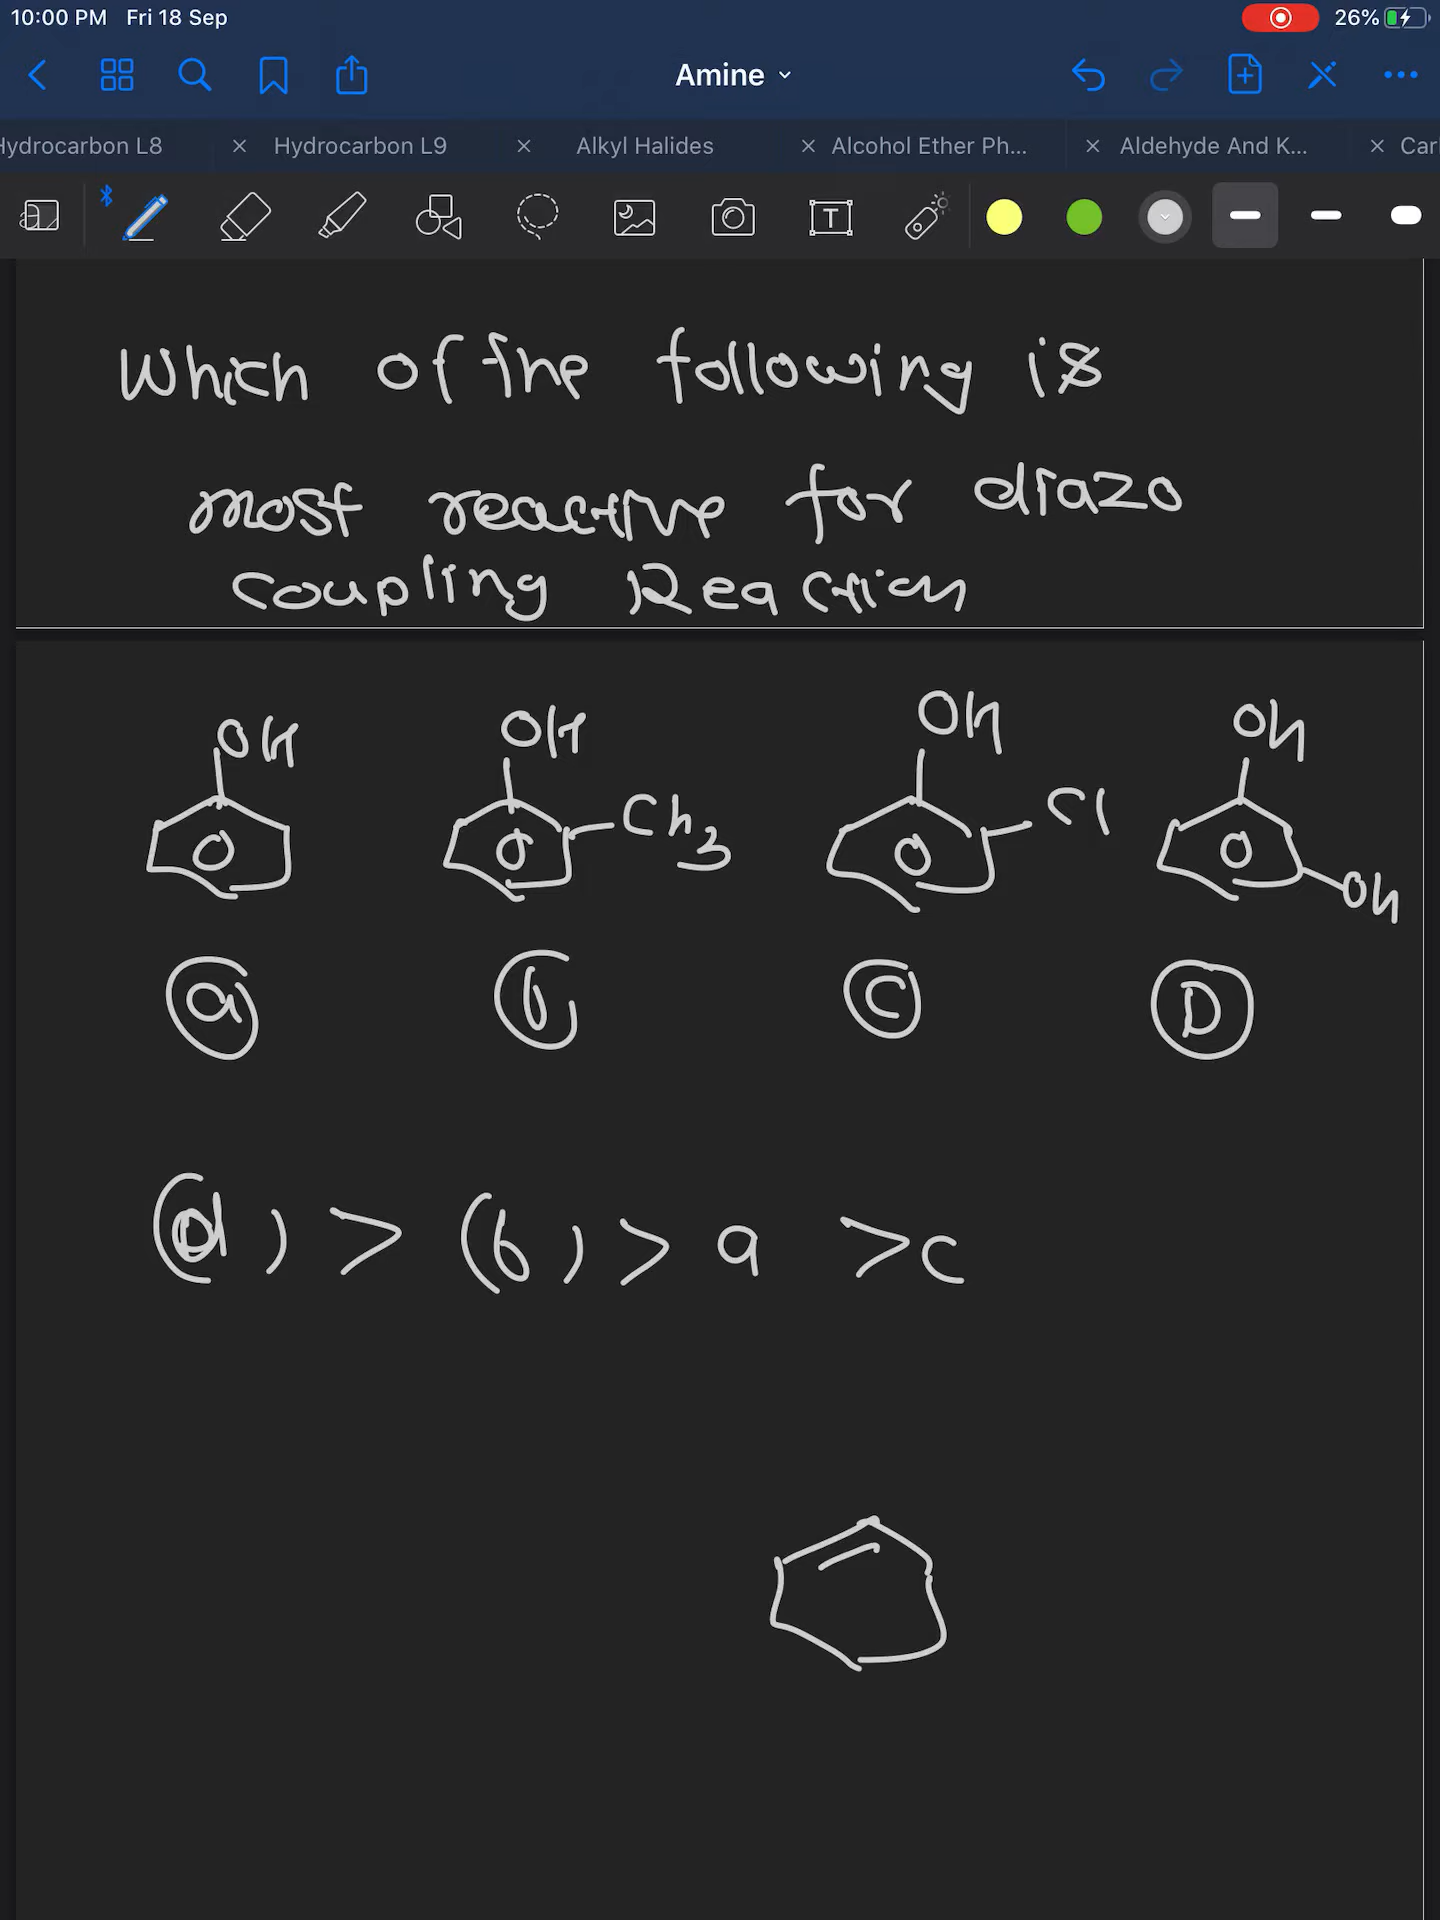 10:00 PM Fri 18 Sep 26%
Amine
Hydrocarbon L8 × Hydrocarbon L9 × Alkyl Halides × Alcohol Ether Ph... × Aldehyde And K... × Car
T
Which of the following is
most reactive for diazo
coupling Reaction
OH OH OH OH
CH3 Cl OH
a b C D
(d) > (b) > a > c